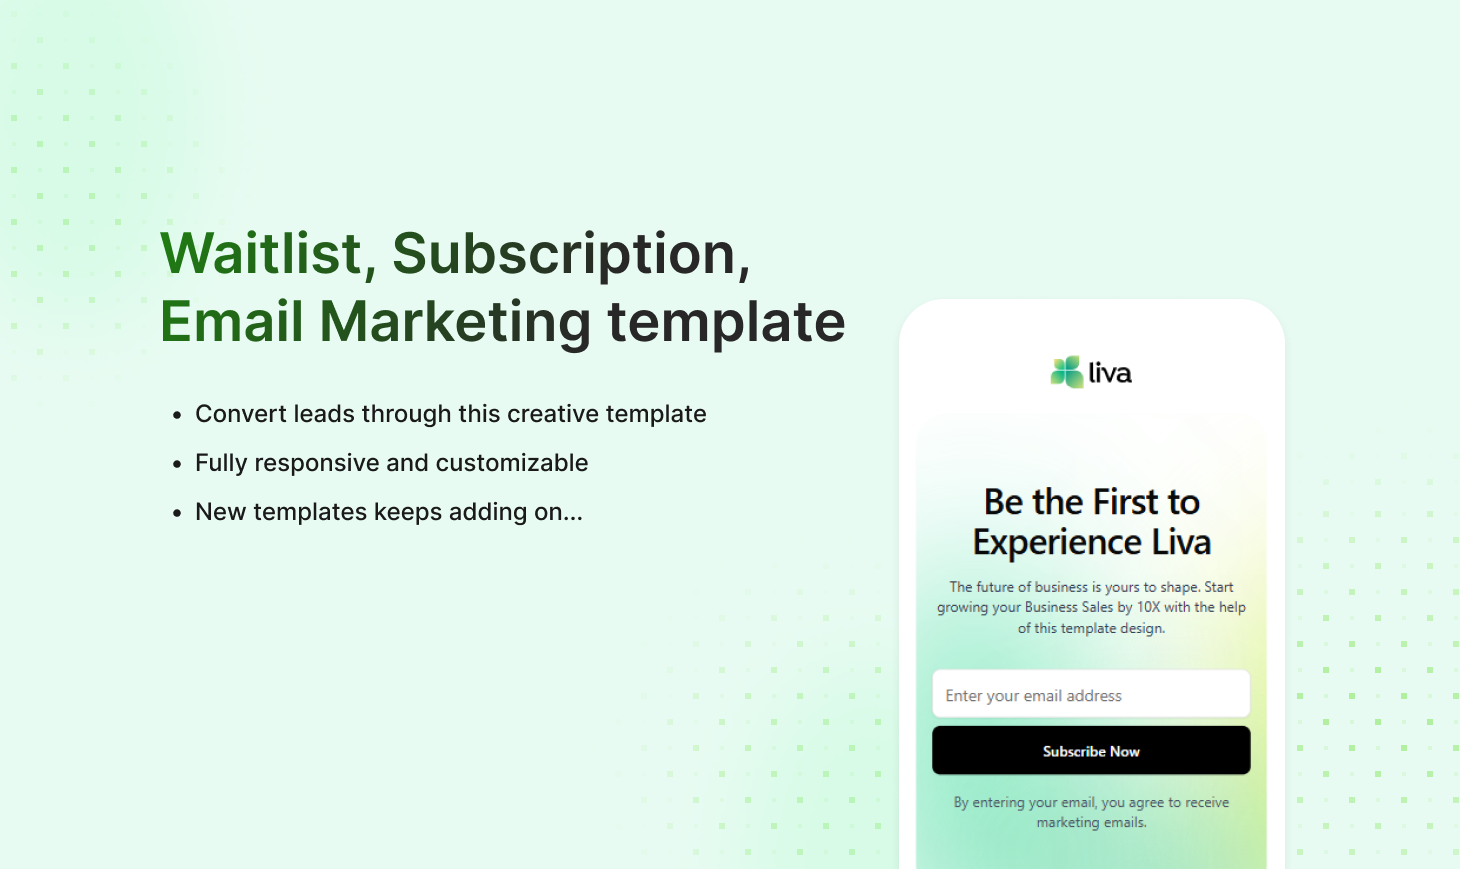 Waitlist, Subscription,
Email Marketing template
• Convert leads through this creative template
• Fully responsive and customizable
• New templates keeps adding on...
liva
Be the First to
Experience Liva
The future of business is yours to shape. Start
growing your Business Sales by 10X with the help
of this template design.
Enter your email address
Subscribe Now
By entering your email, you agree to receive
marketing emails.